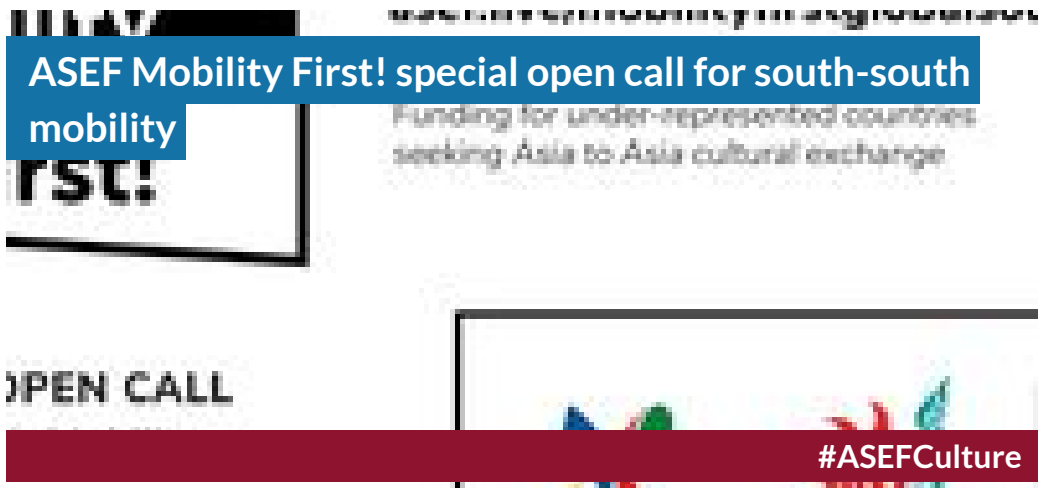 ASEF Mobility First! special open call for south-south
mobility
Funding for under-represented countries
seeking Asia to Asia cultural exchange
OPEN CALL
#ASEFCulture